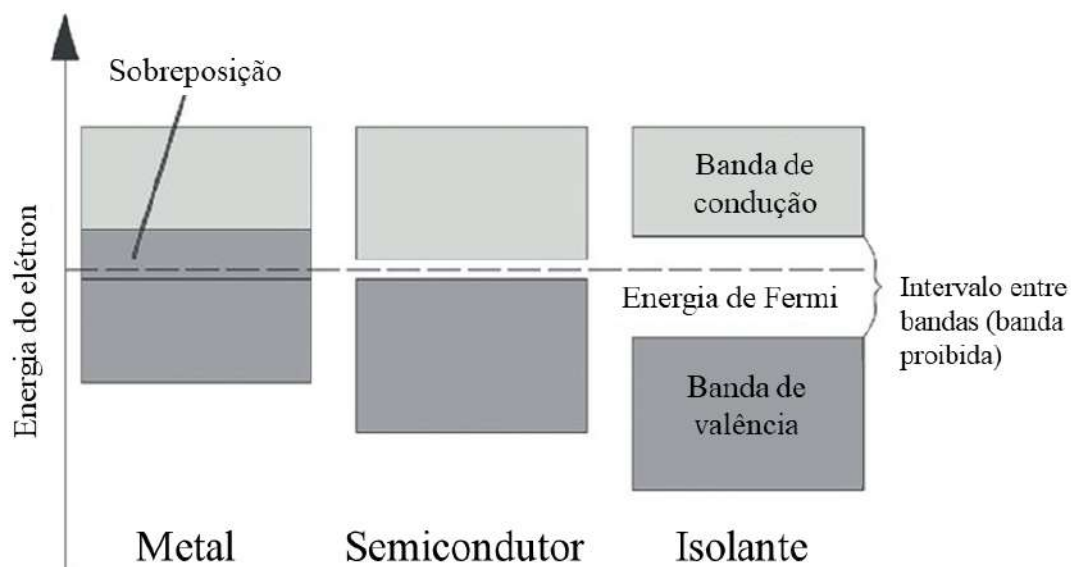 Sobreposição
Energia do elétron
Banda de
condução
Energia de Fermi
Intervalo entre
bandas (banda
proibida)
Banda de
valência
Metal
Semicondutor
Isolante